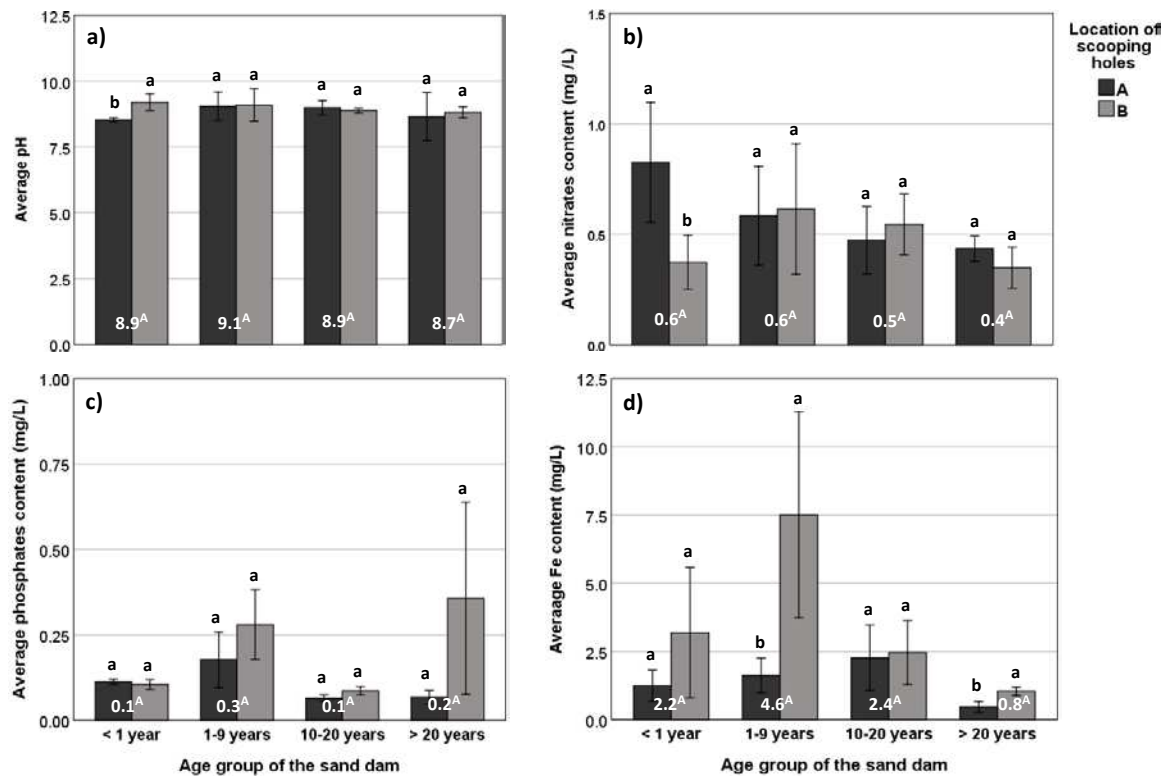 a)
Average pH
12.5
10.0
7.5
5.0
2.5
0.0
b a
a a
a a
a a
8.9A 9.1A 8.9A 8.7A
b)
Average nitrates content (mg /L)
1.5
1.0
0.5
0.0
a b
a a
a a
a a
0.6A 0.6A 0.5A 0.4A
Location off
scooping
holes
A
B
c)
Average phosphates content (mg/L)
1.00
0.75
0.50
0.25
0.00
a a
a a
a a
a a
0.1A 0.3A 0.1A 0.2A
< 1 year 1-9 years 10-20 years > 20 years
Age group of the sand dam
d)
Averaage Fe content (mg/L)
12.5
10.0
7.5
5.0
2.5
0.0
a a
b a
a a
b a
2.2A 4.6A 2.4A 0.8A
< 1 year 1-9 years 10-20 years > 20 years
Age group of the sand dam